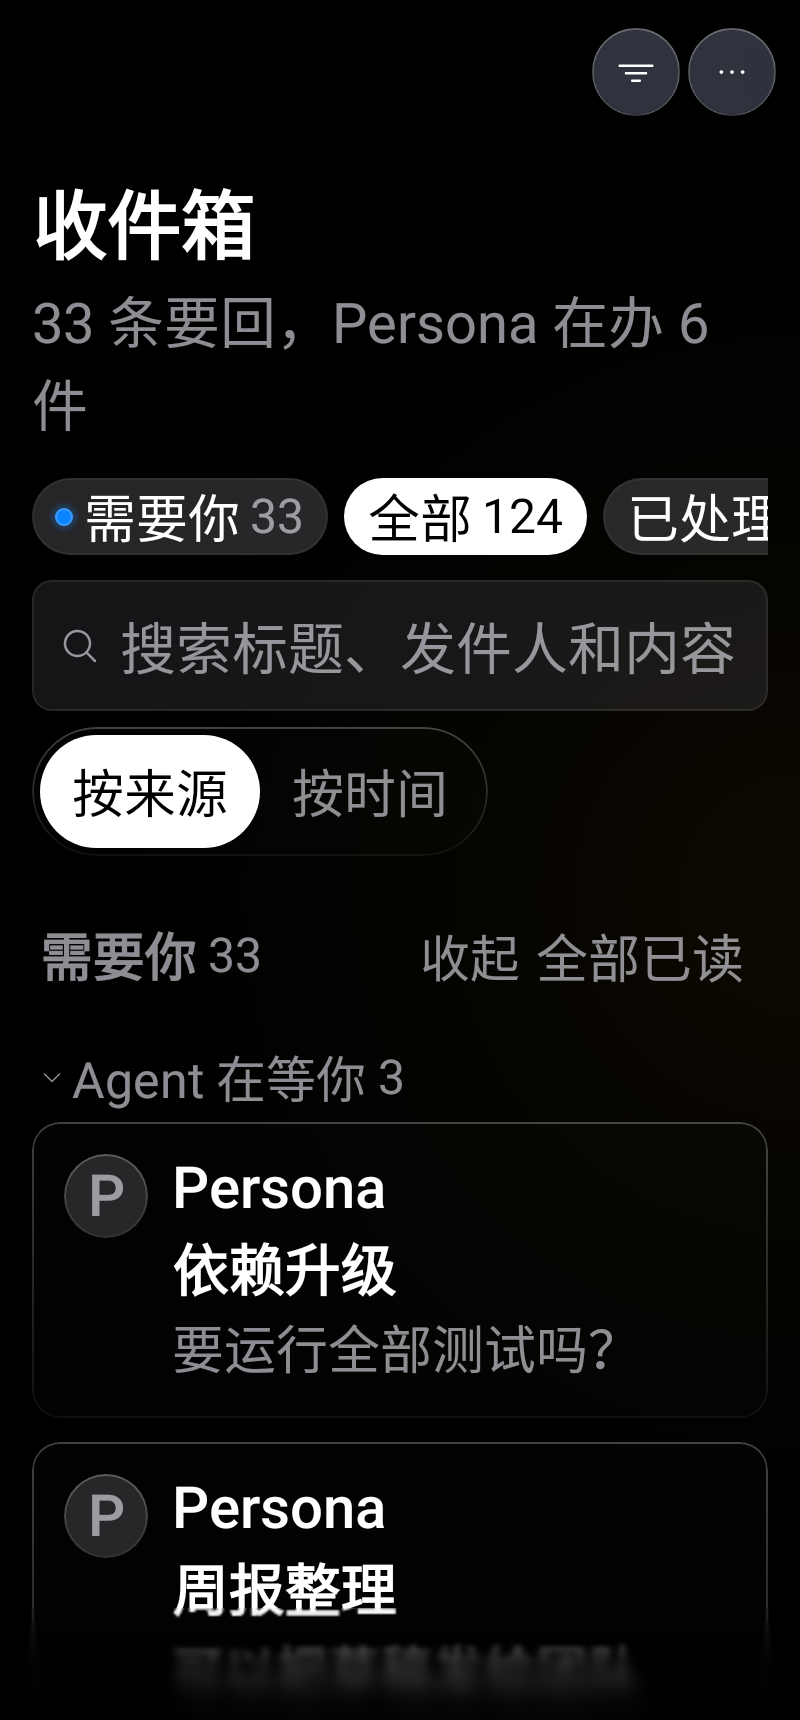 收件箱
33 条要回，Persona 在办 6
件
需要你 33
全部 124
已处理
搜索标题、发件人和内容
按来源
按时间
需要你 33
收起 全部已读
Agent 在等你 3
P
Persona
依赖升级
要运行全部测试吗？
P
Persona
周报整理